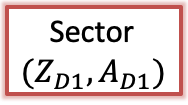 Sector
(Z_{D1}, A_{D1})